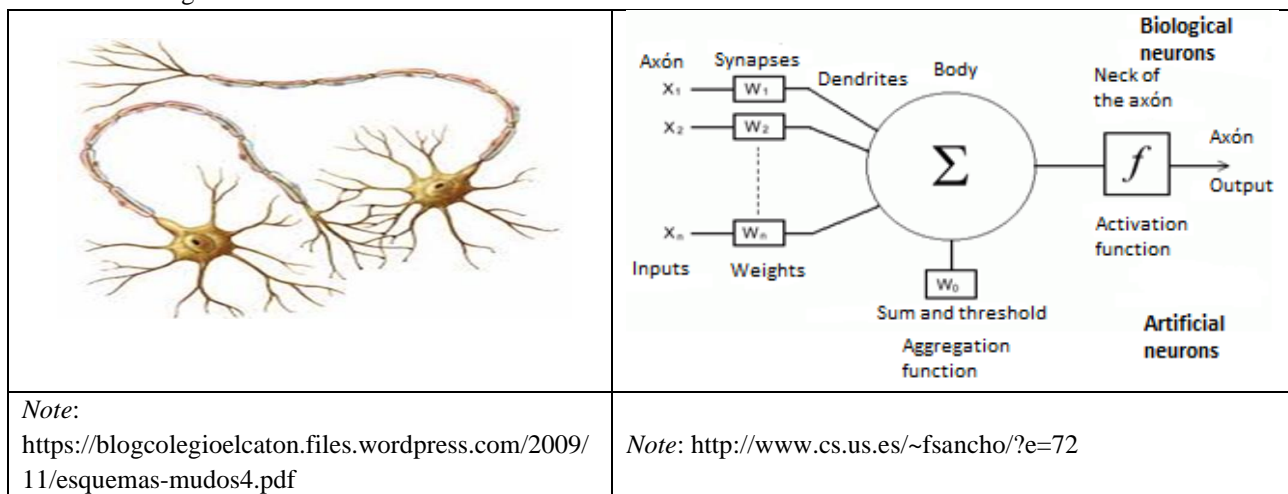 Biological
neurons
Axón
Synapses
Dendrites
Body
Neck of
the axón
X₁
W₁
X₂
W₂
Σ
f
Axón
Output
Xₙ
Wₙ
Activation
function
Inputs
Weights
W₀
Sum and threshold
Aggregation
function
Artificial
neurons
Note:
https://blogcolegioelcaton.files.wordpress.com/2009/
11/esquemas-mudos4.pdf
Note: http://www.cs.us.es/~fsancho/?e=72